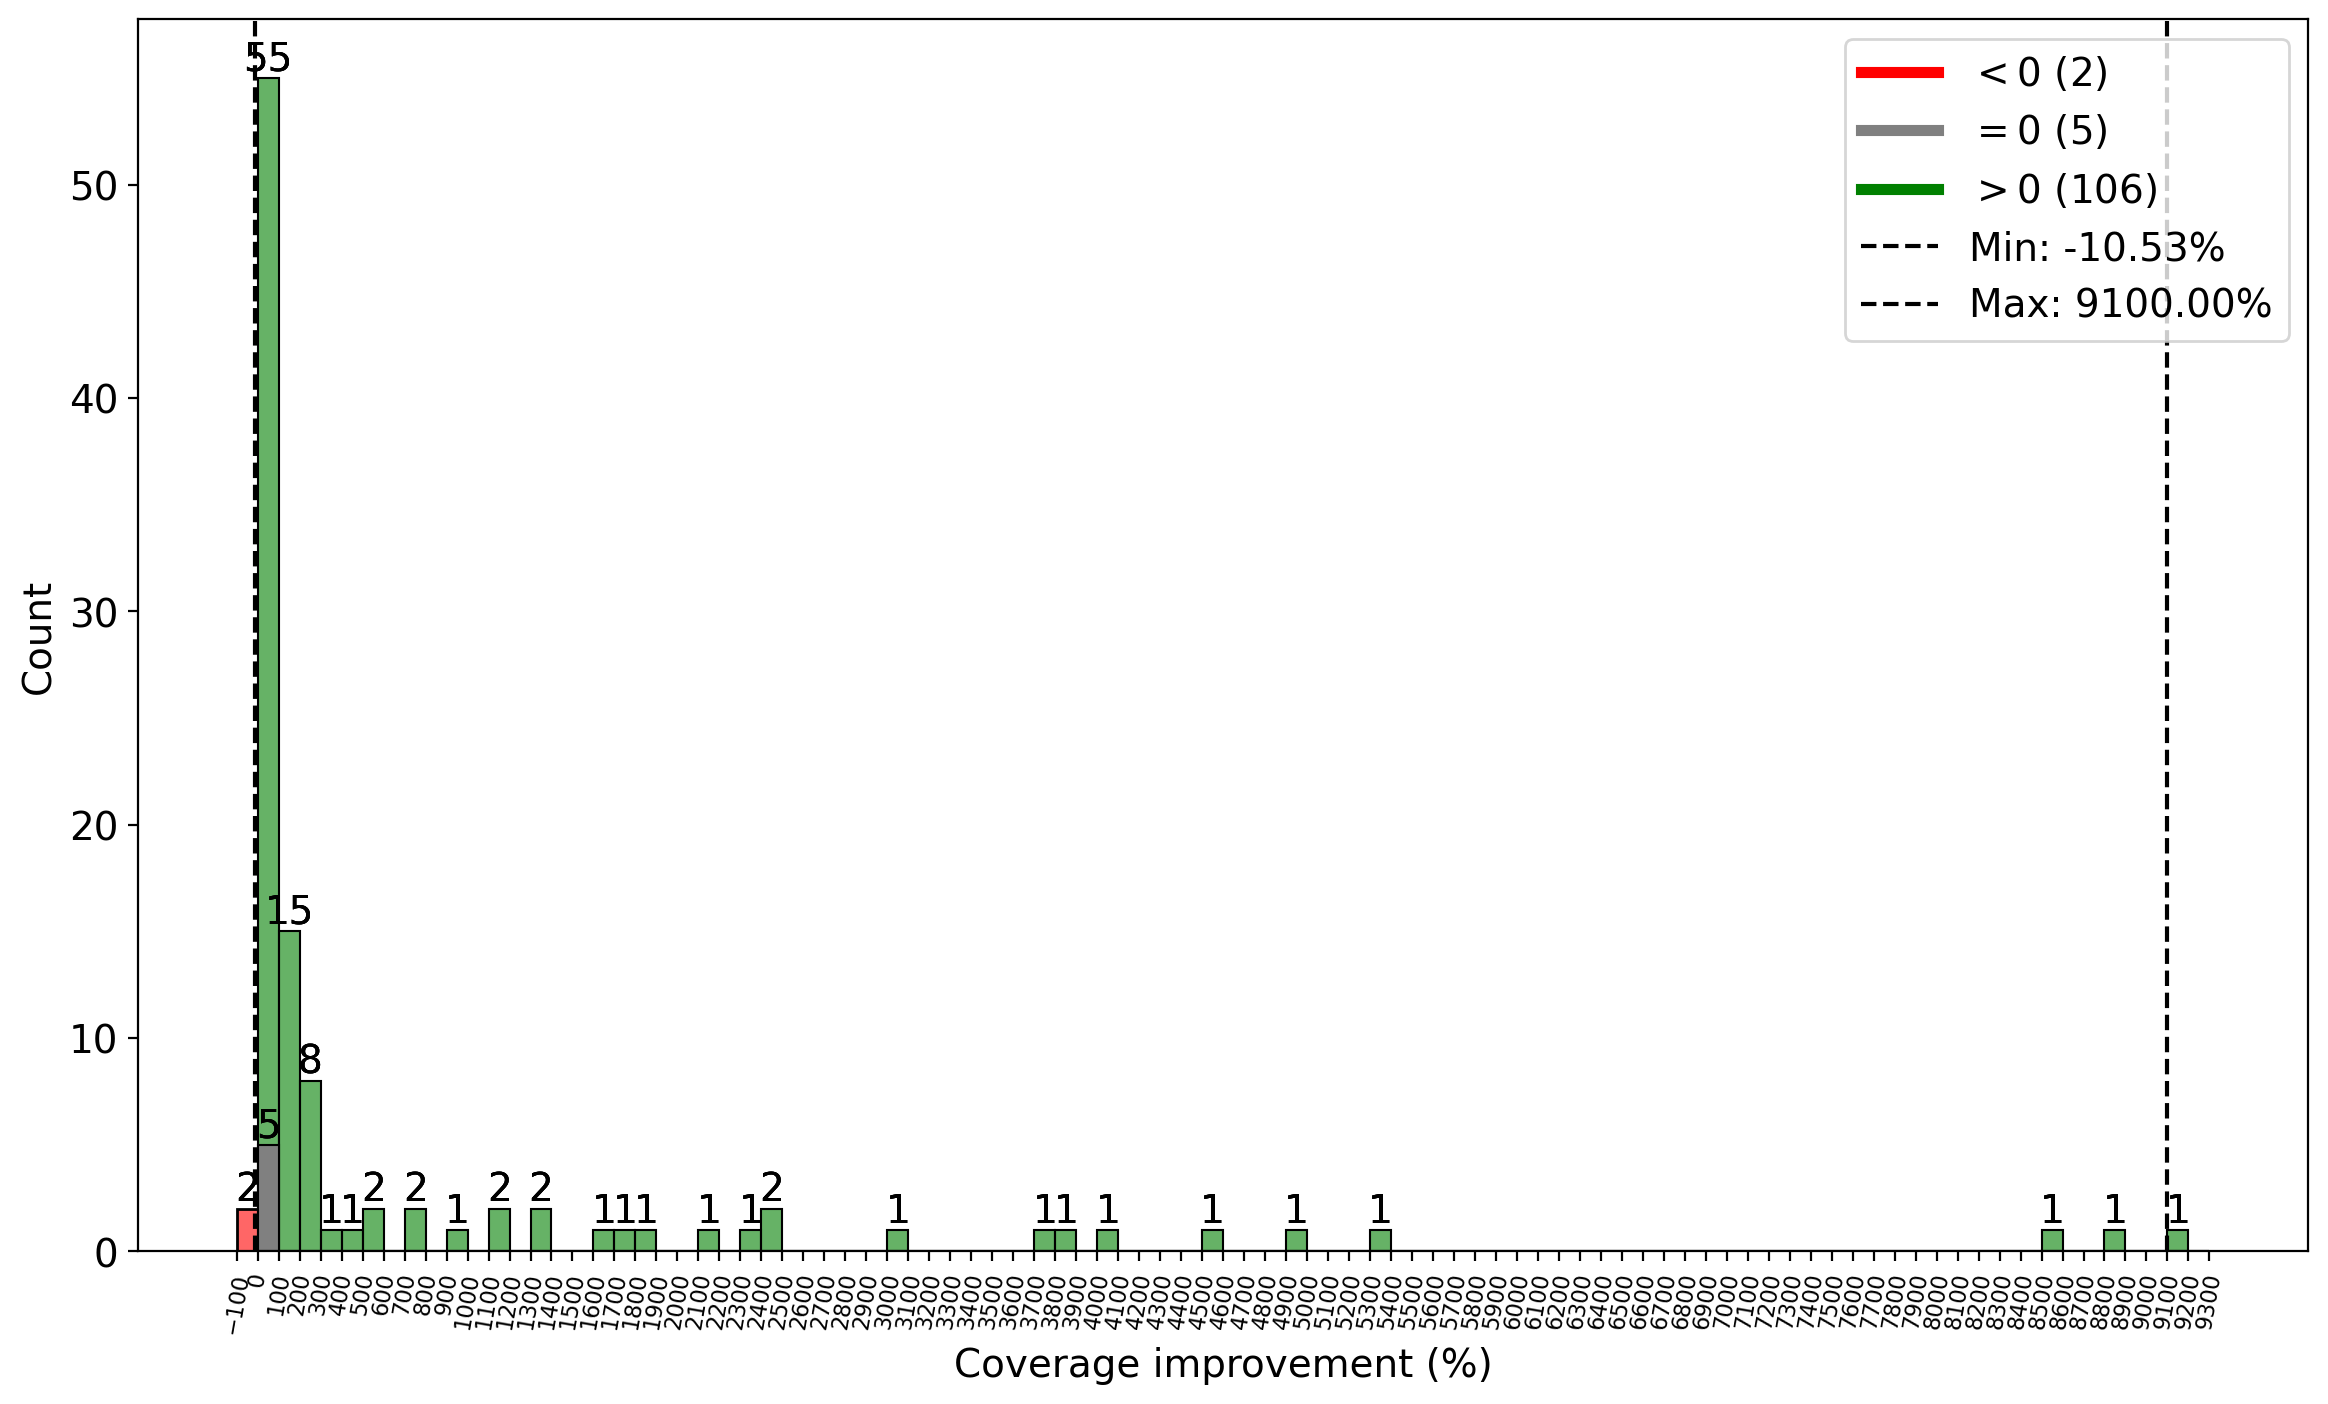 55
< 0 (2)
= 0 (5)
> 0 (106)
Min: -10.53%
Max: 9100.00%
50
40
30
20
10
0
Count
15
8
5
2 1 1 2 2 1 2 2 1 1 1 1 1 2 1 1 1 1 1 1 1 1 1 1
−100 0 100 200 300 400 500 600 700 800 900 1000 1100 1200 1300 1400 1500 1600 1700 1800 1900 2000 2100 2200 2300 2400 2500 2600 2700 2800 2900 3000 3100 3200 3300 3400 3500 3600 3700 3800 3900 4000 4100 4200 4300 4400 4500 4600 4700 4800 4900 5000 5100 5200 5300 5400 5500 5600 5700 5800 5900 6000 6100 6200 6300 6400 6500 6600 6700 6800 6900 7000 7100 7200 7300 7400 7500 7600 7700 7800 7900 8000 8100 8200 8300 8400 8500 8600 8700 8800 8900 9000 9100 9200 9300
Coverage improvement (%)